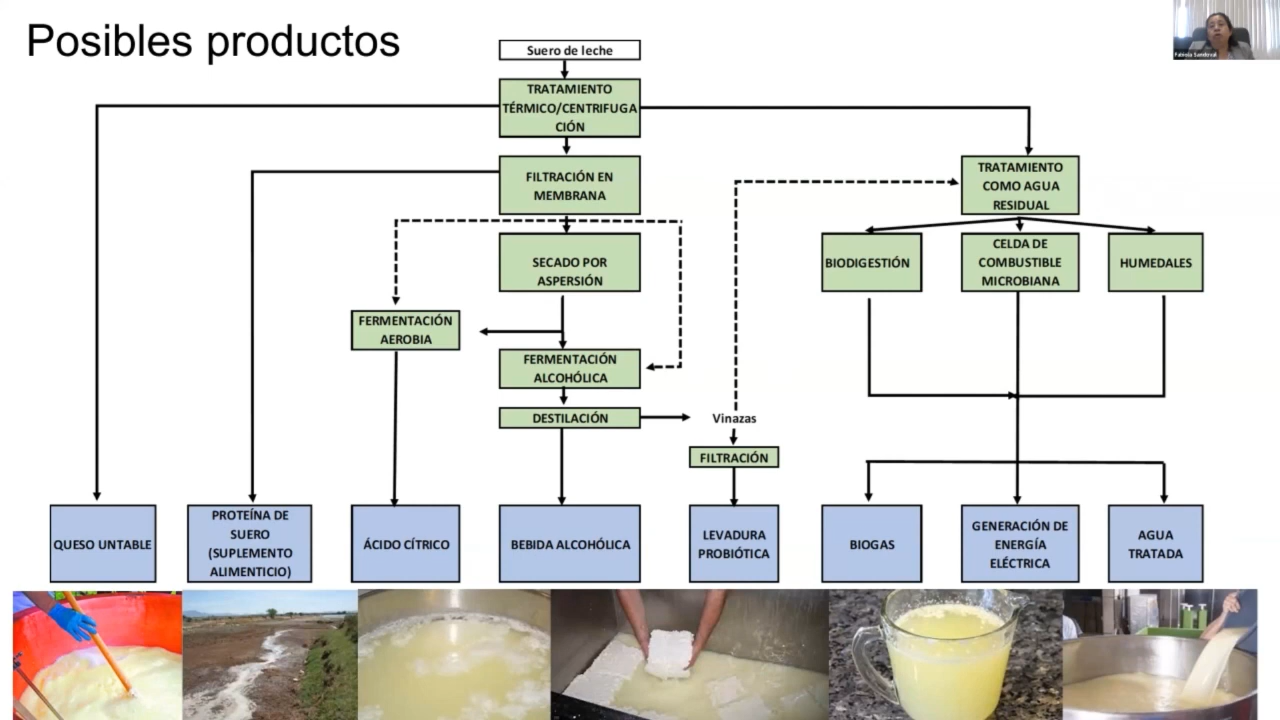 Posibles productos
Fabiola Sandoval
Suero de leche
TRATAMIENTO
TÉRMICO/CENTRIFUGA
CIÓN
FILTRACIÓN EN
MEMBRANA
TRATAMIENTO
COMO AGUA
RESIDUAL
SECADO POR
ASPERSIÓN
BIODIGESTIÓN
CELDA DE
COMBUSTIBLE
MICROBIANA
HUMEDALES
FERMENTACIÓN
AEROBIA
FERMENTACIÓN
ALCOHÓLICA
DESTILACIÓN
Vinazas
FILTRACIÓN
QUESO UNTABLE
PROTEÍNA DE
SUERO
(SUPLEMENTO
ALIMENTICIO)
ÁCIDO CÍTRICO
BEBIDA ALCOHÓLICA
LEVADURA
PROBIÓTICA
BIOGAS
GENERACIÓN DE
ENERGÍA
ELÉCTRICA
AGUA
TRATADA